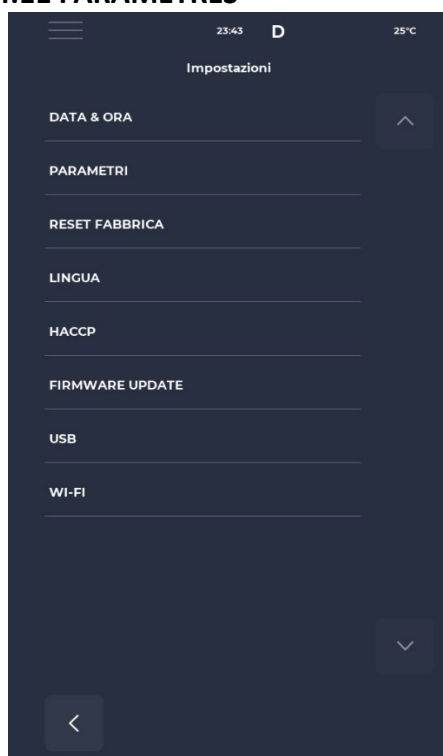 23:43 D 25°C
Impostazioni
DATA & ORA
PARAMETRI
RESET FABBRICA
LINGUA
HACCP
FIRMWARE UPDATE
USB
WI-FI